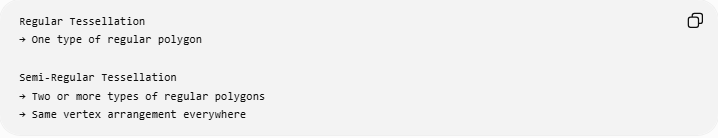 Regular Tessellation
→ One type of regular polygon
Semi-Regular Tessellation
→ Two or more types of regular polygons
→ Same vertex arrangement everywhere